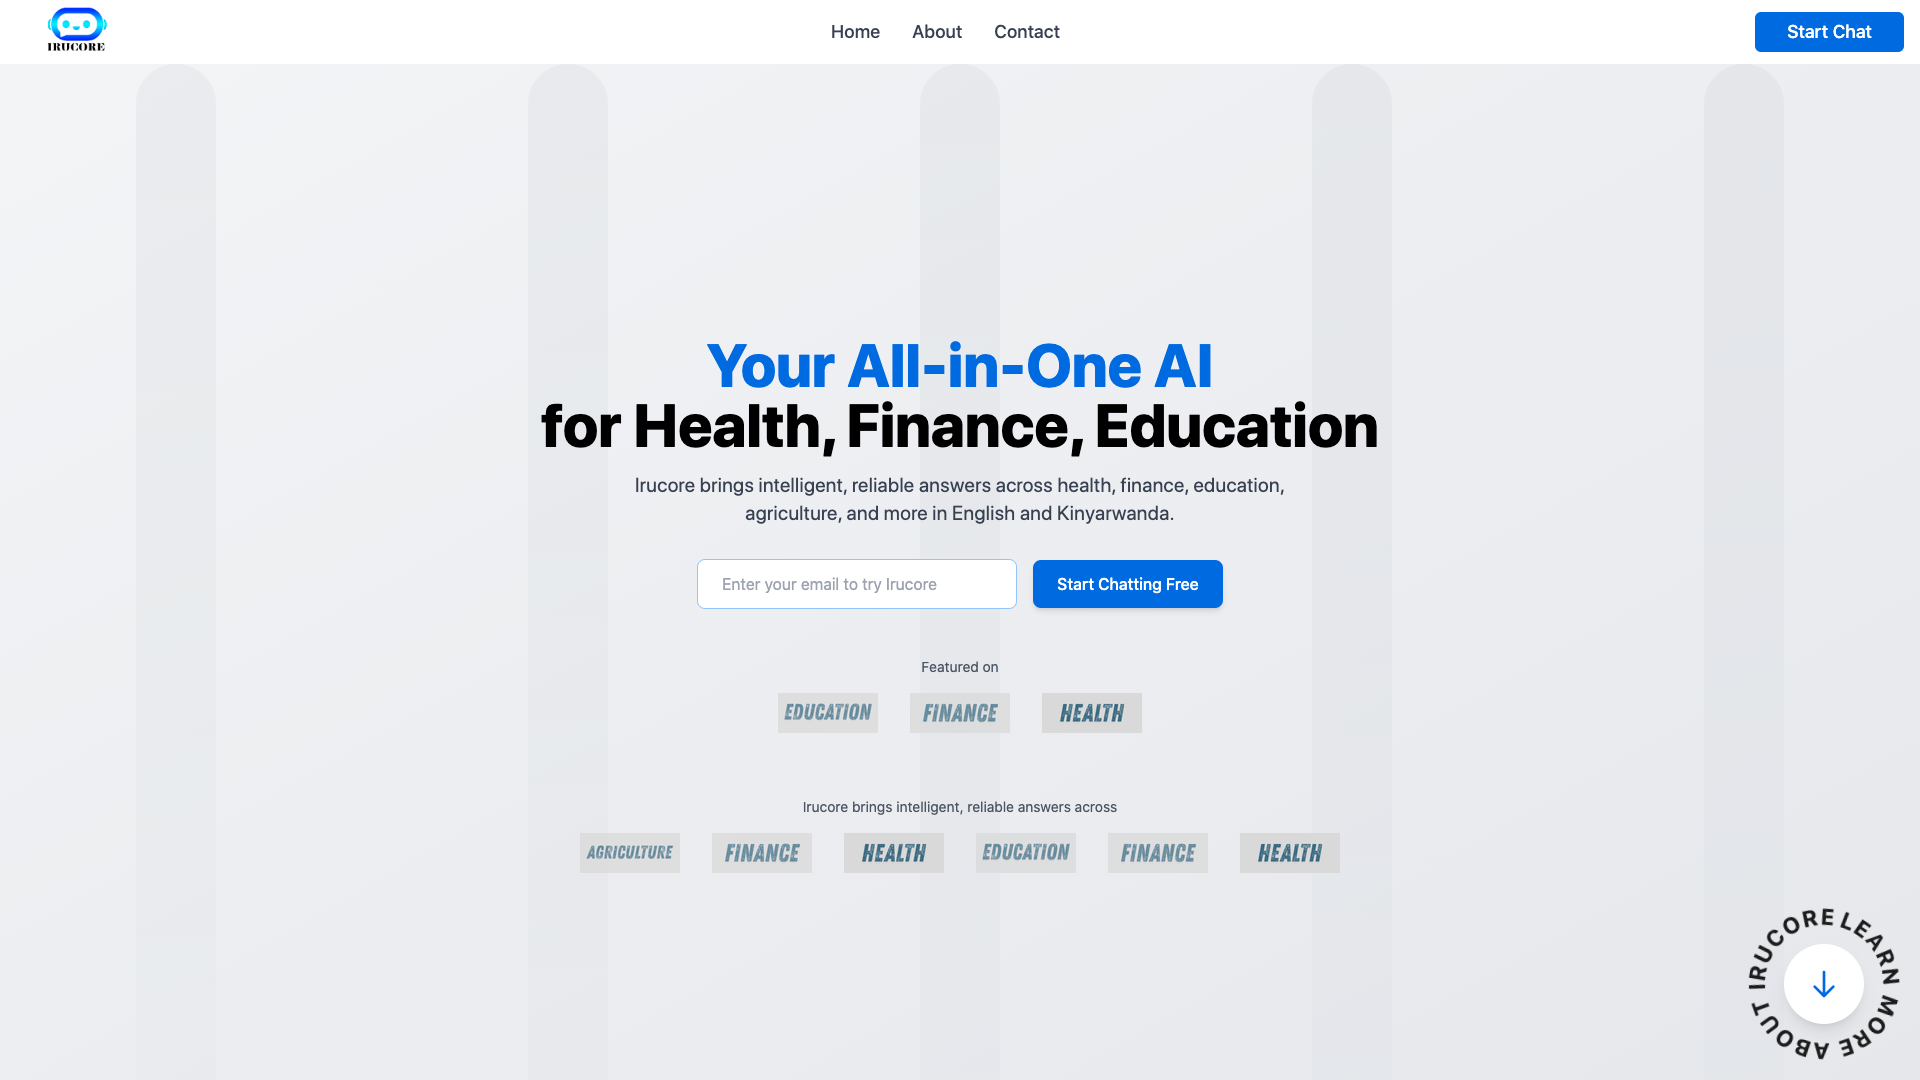 IRUCORE
Home
About
Contact
Start Chat
Your All-in-One AI
for Health, Finance, Education
Irucore brings intelligent, reliable answers across health, finance, education,
agriculture, and more in English and Kinyarwanda.
Enter your email to try Irucore
Start Chatting Free
Featured on
EDUCATION
FINANCE
HEALTH
Irucore brings intelligent, reliable answers across
AGRICULTURE
FINANCE
HEALTH
EDUCATION
FINANCE
HEALTH
LEARN MORE ABOUT IRUCORE